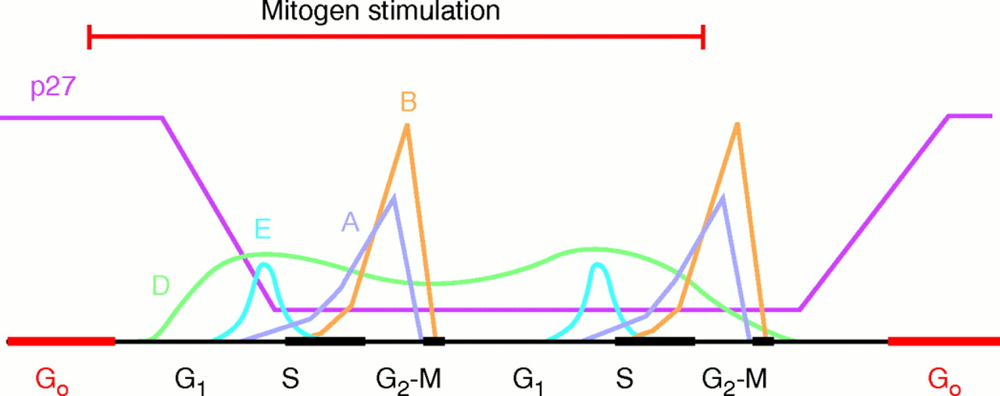 Mitogen stimulation
p27
B
E
A
D
Go G1 S G2-M G1 S G2-M Go